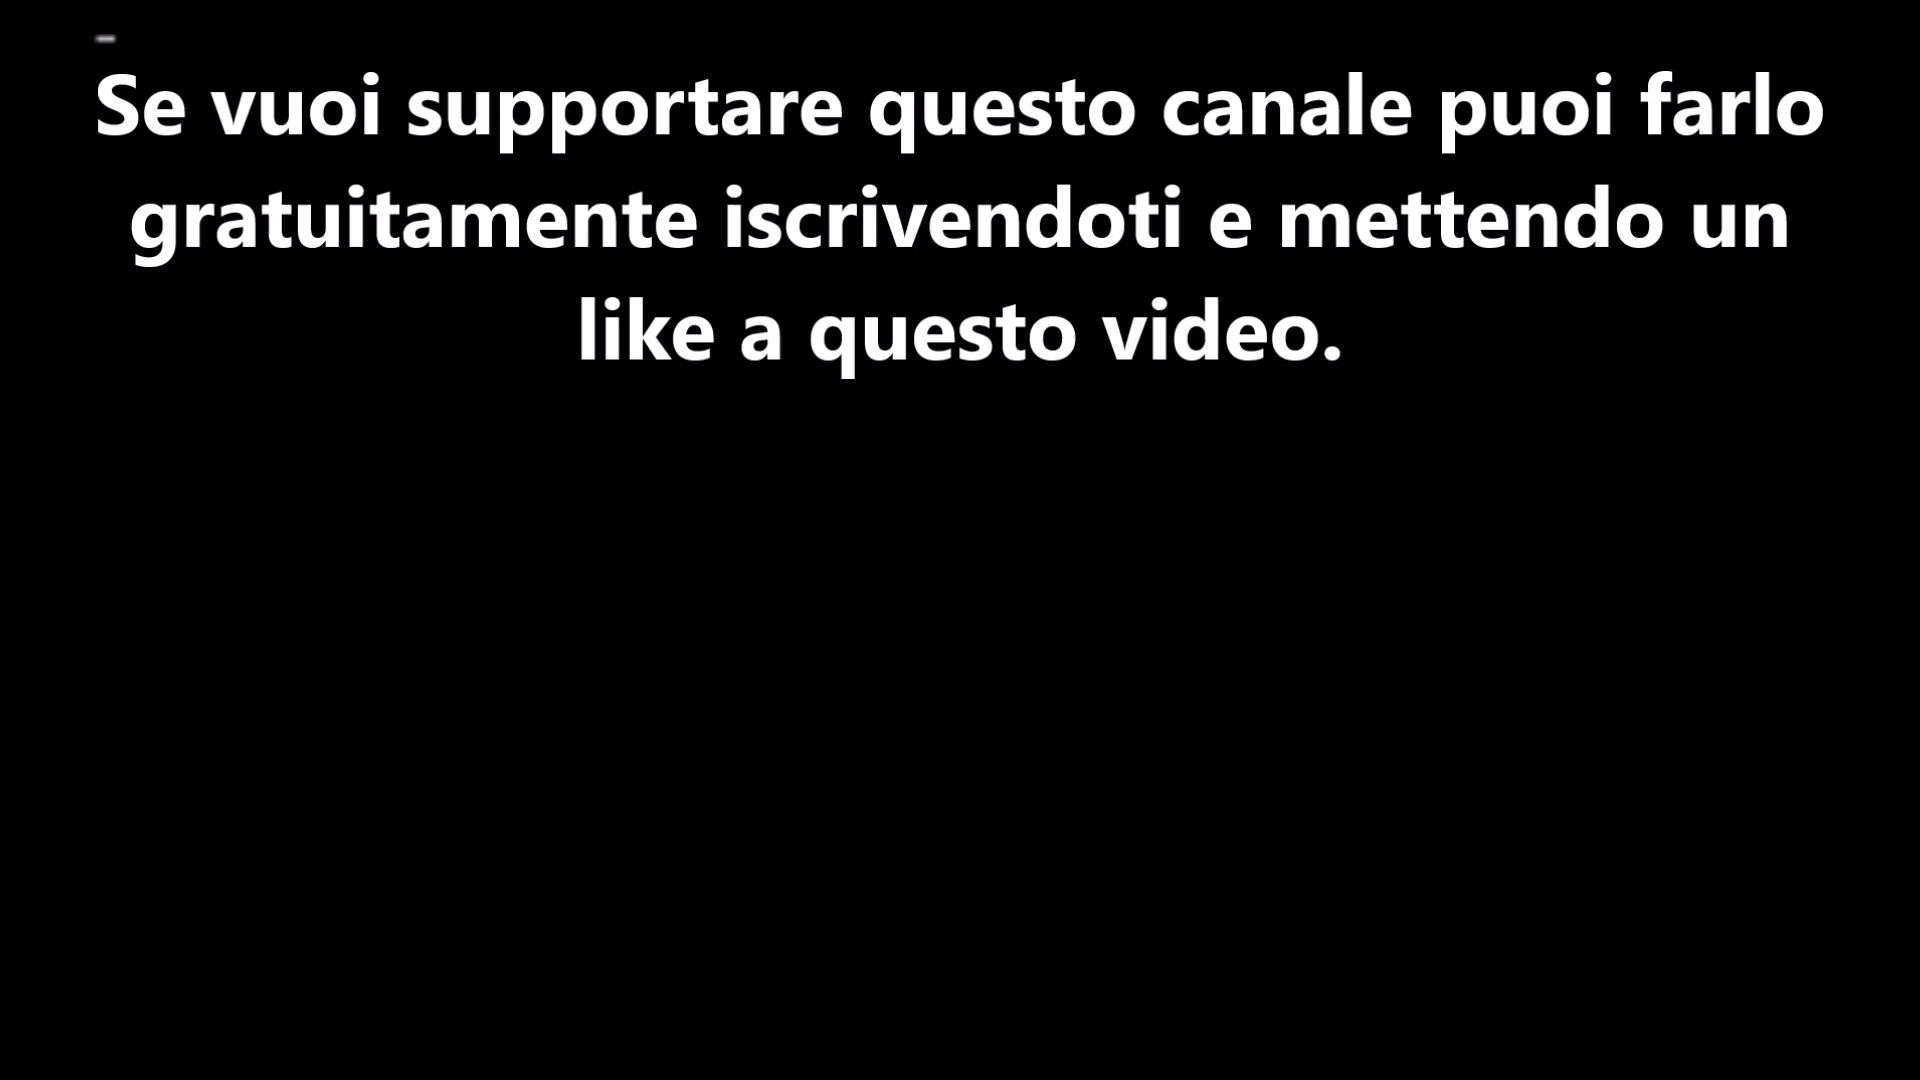 Se vuoi supportare questo canale puoi farlo
gratuitamente iscrivendoti e mettendo un
like a questo video.